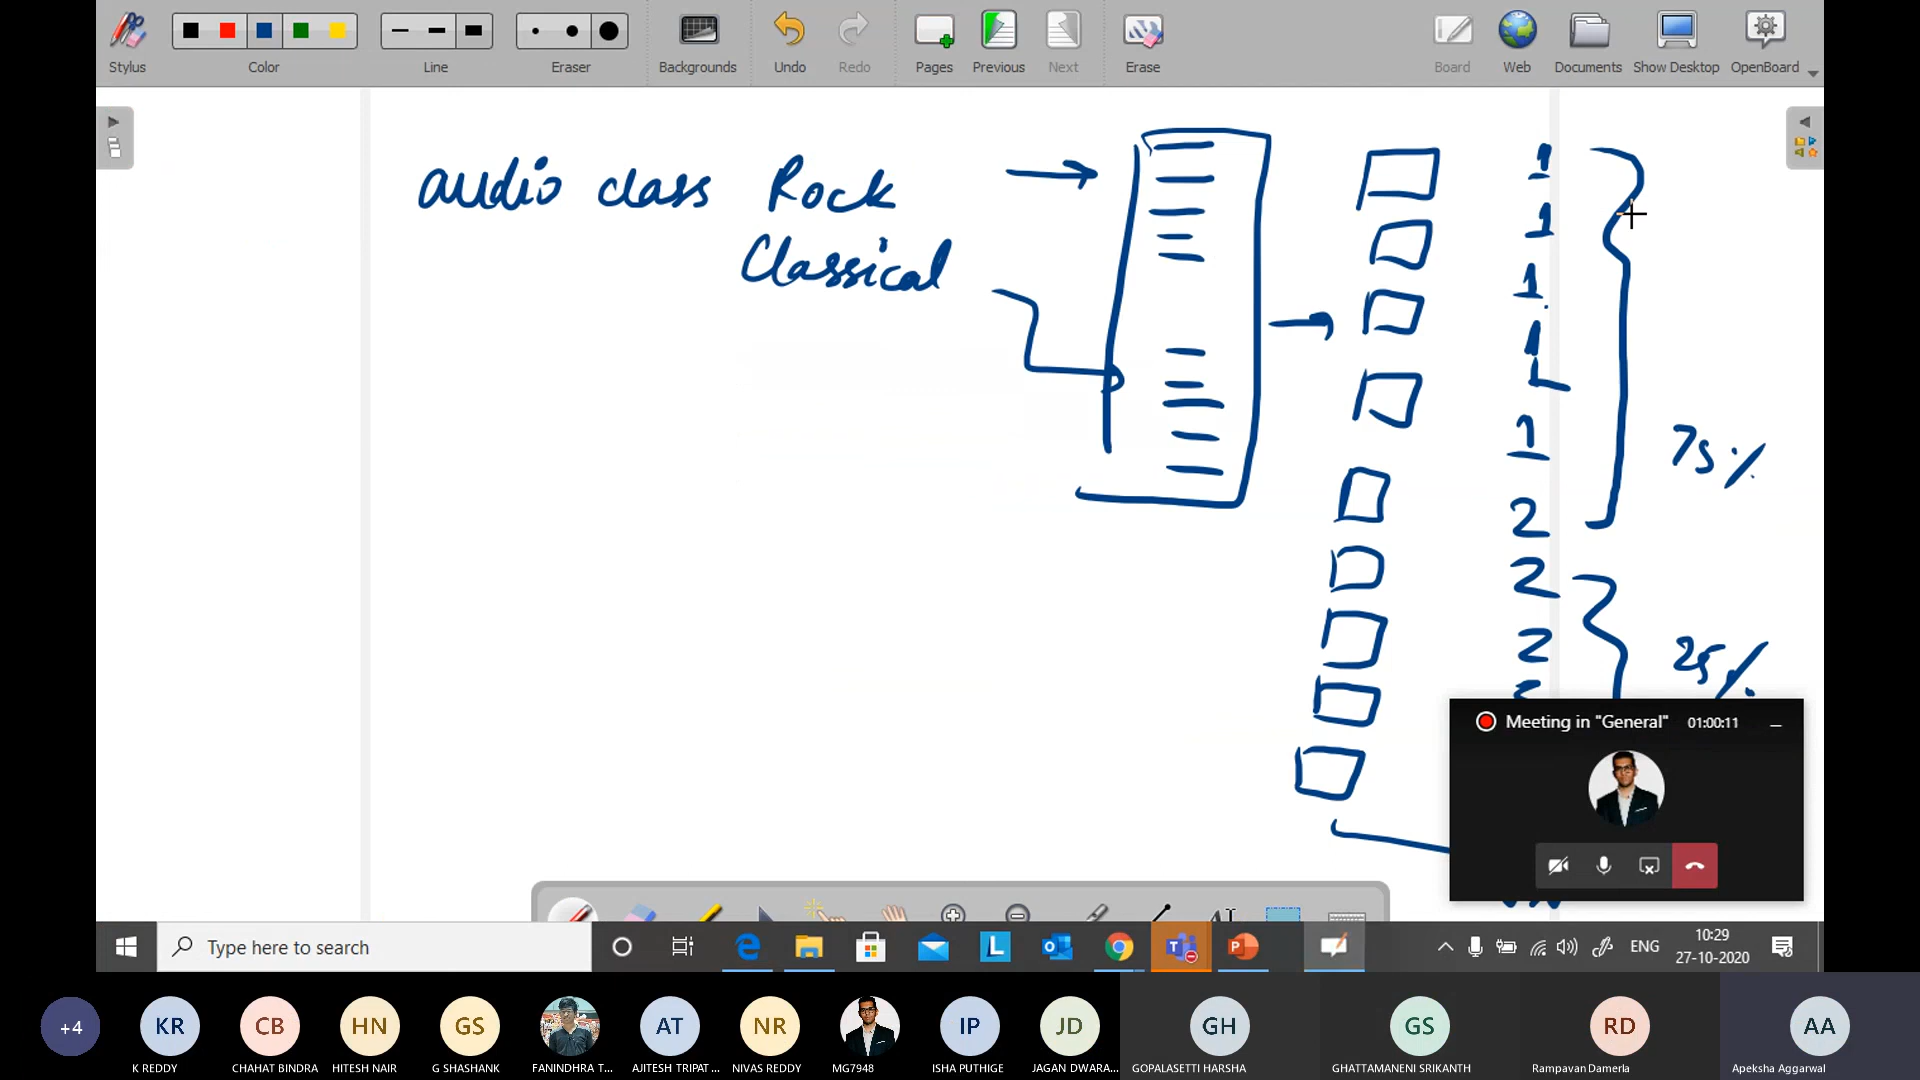 Stylus
Color
Line
Eraser
Backgrounds
Undo
Redo
Pages
Previous
Next
Erase
Board
Web
Documents
Show Desktop
OpenBoard
audio class Rock
Classical
1
1
1
1
1
1
2
2
2
75%
25%
Meeting in "General" 01:00:11
Type here to search
ENG
10:29
27-10-2020
+4
KR
CB
HN
GS
AT
NR
IP
JD
GH
GS
RD
AA
K REDDY
CHAHAT BINDRA
HITESH NAIR
G SHASHANK
FANINDHRA T...
AJITESH TRIPAT...
NIVAS REDDY
MG7948
ISHA PUTHIGE
JAGAN DWARA...
GOPALASETTI HARSHA
GHATTAMANENI SRIKANTH
Rampavan Damerla
Apeksha Aggarwal